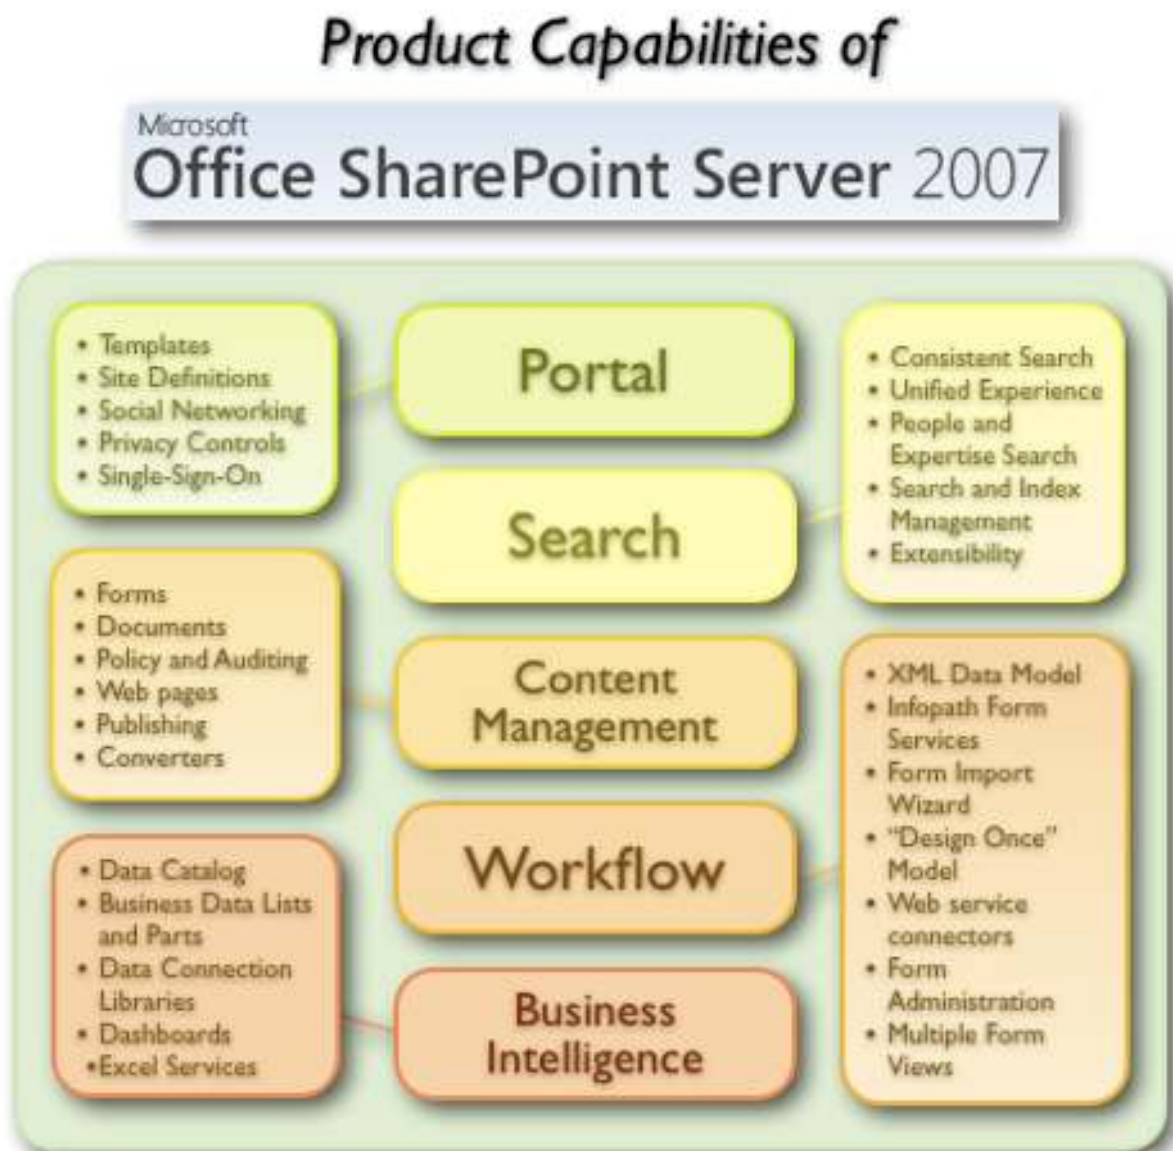 Product Capabilities of
Microsoft
Office SharePoint Server 2007
• Templates
• Site Definitions
• Social Networking
• Privacy Controls
• Single-Sign-On
Portal
• Consistent Search
• Unified Experience
• People and
Expertise Search
• Search and Index
Management
• Extensibility
Search
• Forms
• Documents
• Policy and Auditing
• Web pages
• Publishing
• Converters
Content
Management
• XML Data Model
• Infopath Form
Services
• Form Import
Wizard
• “Design Once”
Model
• Web service
connectors
• Form
Administration
• Multiple Form
Views
Workflow
• Data Catalog
• Business Data Lists
and Parts
• Data Connection
Libraries
• Dashboards
•Excel Services
Business
Intelligence